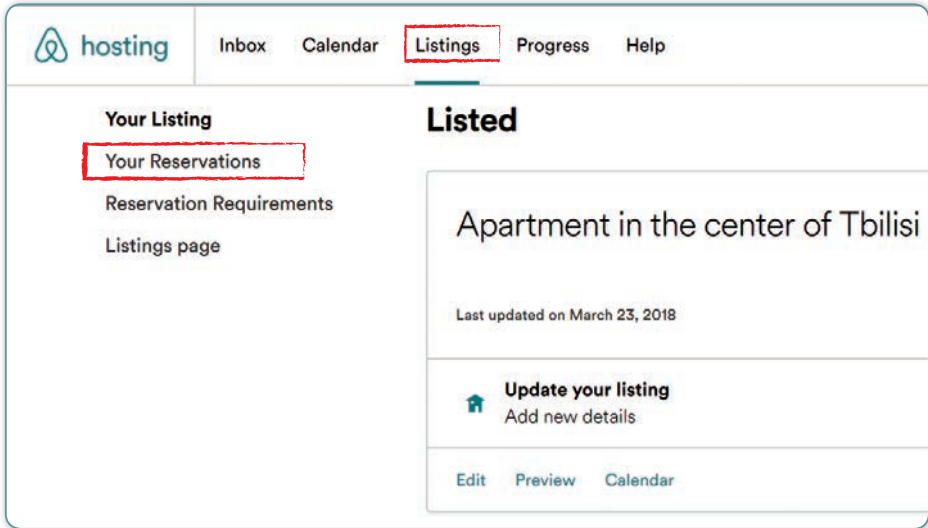 hosting
Inbox Calendar Listings Progress Help
Your Listing
Your Reservations
Reservation Requirements
Listings page
Listed
Apartment in the center of Tbilisi
Last updated on March 23, 2018
Update your listing
Add new details
Edit Preview Calendar